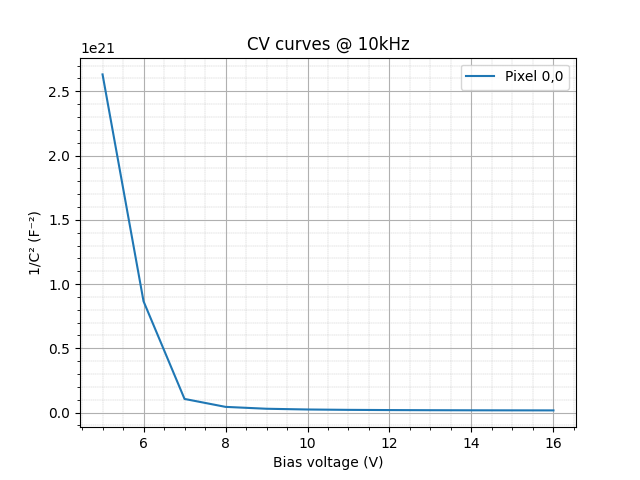 CV curves @ 10kHz
1e21
Pixel 0,0
2.5
2.0
1.5
1.0
0.5
0.0
1/C² (F⁻²)
6
8
10
12
14
16
Bias voltage (V)